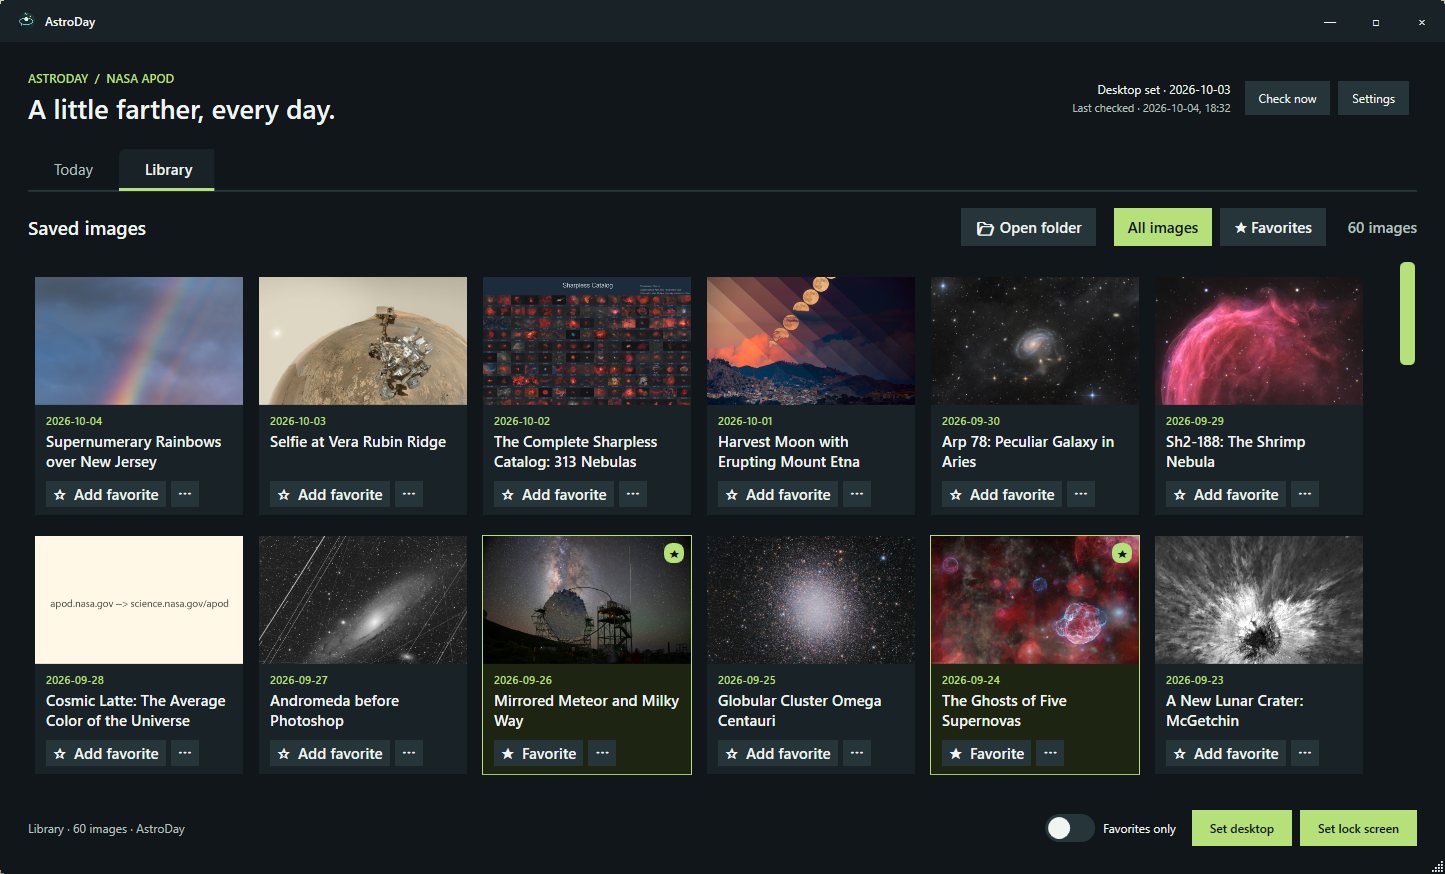 AstroDay
ASTRODAY / NASA APOD
A little farther, every day.
Desktop set · 2026-10-03
Last checked · 2026-10-04, 18:32
Check now
Settings
Today
Library
Saved images
Open folder
All images
★ Favorites
60 images
Sharpless Catalog
2026-10-04
Supernumerary Rainbows
over New Jersey
☆ Add favorite
···
2026-10-03
Selfie at Vera Rubin Ridge
☆ Add favorite
···
2026-10-02
The Complete Sharpless
Catalog: 313 Nebulas
☆ Add favorite
···
2026-10-01
Harvest Moon with
Erupting Mount Etna
☆ Add favorite
···
2026-09-30
Arp 78: Peculiar Galaxy in
Aries
☆ Add favorite
···
2026-09-29
Sh2-188: The Shrimp
Nebula
☆ Add favorite
···
apod.nasa.gov --> science.nasa.gov/apod
2026-09-28
Cosmic Latte: The Average
Color of the Universe
☆ Add favorite
···
2026-09-27
Andromeda before
Photoshop
☆ Add favorite
···
2026-09-26
Mirrored Meteor and Milky
Way
★ Favorite
···
2026-09-25
Globular Cluster Omega
Centauri
☆ Add favorite
···
2026-09-24
The Ghosts of Five
Supernovas
★ Favorite
···
2026-09-23
A New Lunar Crater:
McGetchin
☆ Add favorite
···
Library · 60 images · AstroDay
Favorites only
Set desktop
Set lock screen